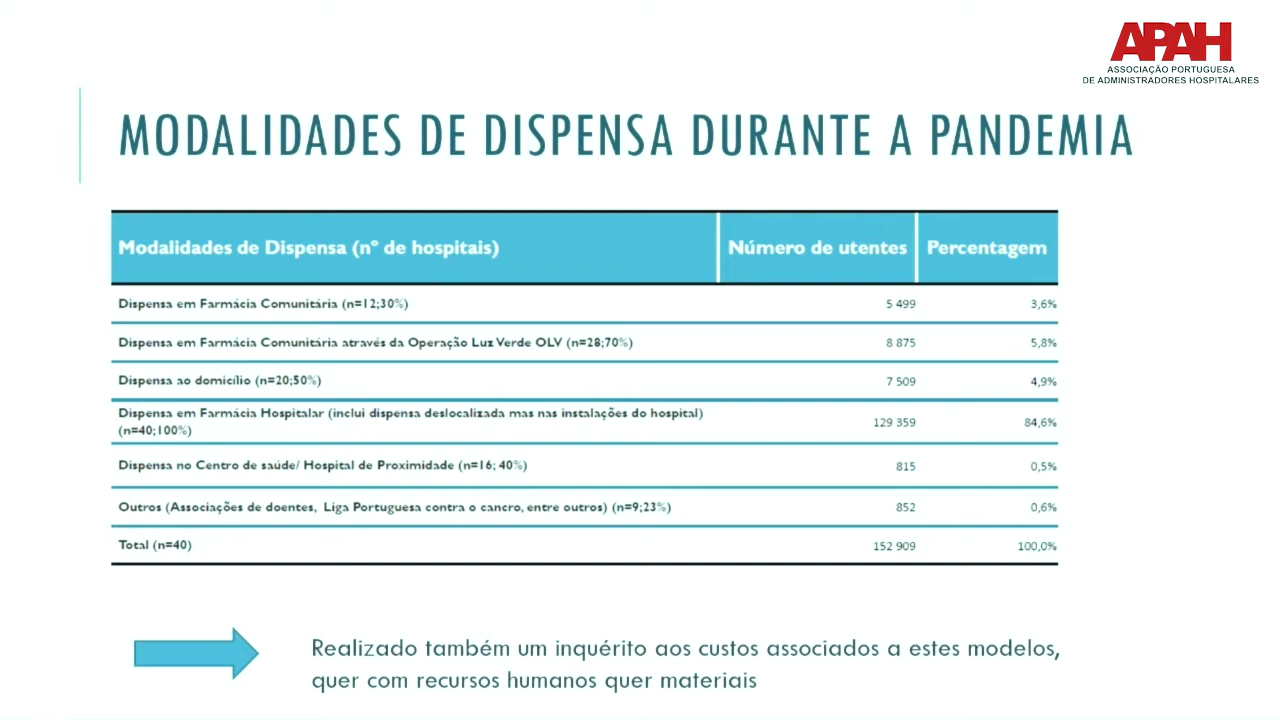 APAH
ASSOCIAÇÃO PORTUGUESA
DE ADMINISTRADORES HOSPITALARES
MODALIDADES DE DISPENSA DURANTE A PANDEMIA
Modalidades de Dispensa (nº de hospitais) Número de utentes Percentagem
Dispensa em Farmácia Comunitária (n=12;30%) 5 499 3,6%
Dispensa em Farmácia Comunitária através da Operação Luz Verde OLV (n=28;70%) 8 875 5,8%
Dispensa ao domicílio (n=20;50%) 7 509 4,9%
Dispensa em Farmácia Hospitalar (inclui dispensa deslocalizada mas nas instalações do hospital)
(n=40;100%) 129 359 84,6%
Dispensa no Centro de saúde/ Hospital de Proximidade (n=16; 40%) 815 0,5%
Outros (Associações de doentes, Liga Portuguesa contra o cancro, entre outros) (n=9;23%) 852 0,6%
Total (n=40) 152 909 100,0%
Realizado também um inquérito aos custos associados a estes modelos,
quer com recursos humanos quer materiais